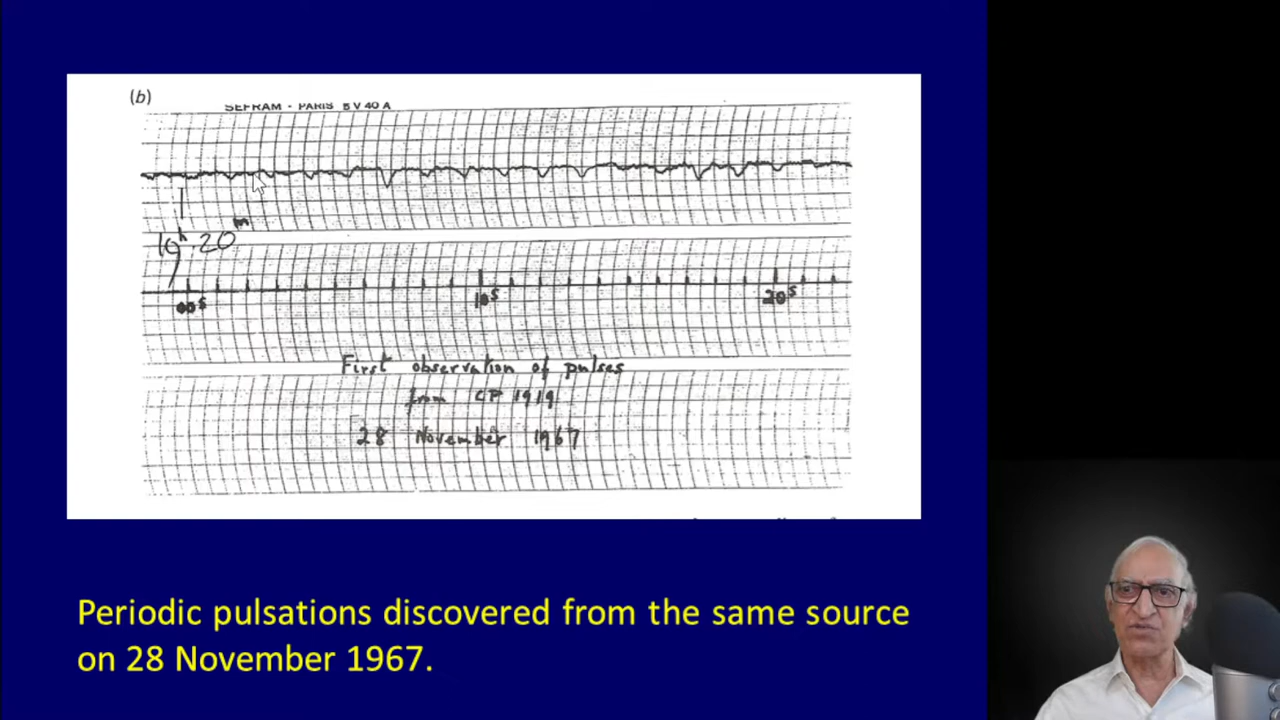 (b)
SEFRAM - PARIS 5 V 40 A
19h.20m
00s
10s
20s
First observation of pulses
from CP 1919
28 November 1967
Periodic pulsations discovered from the same source
on 28 November 1967.